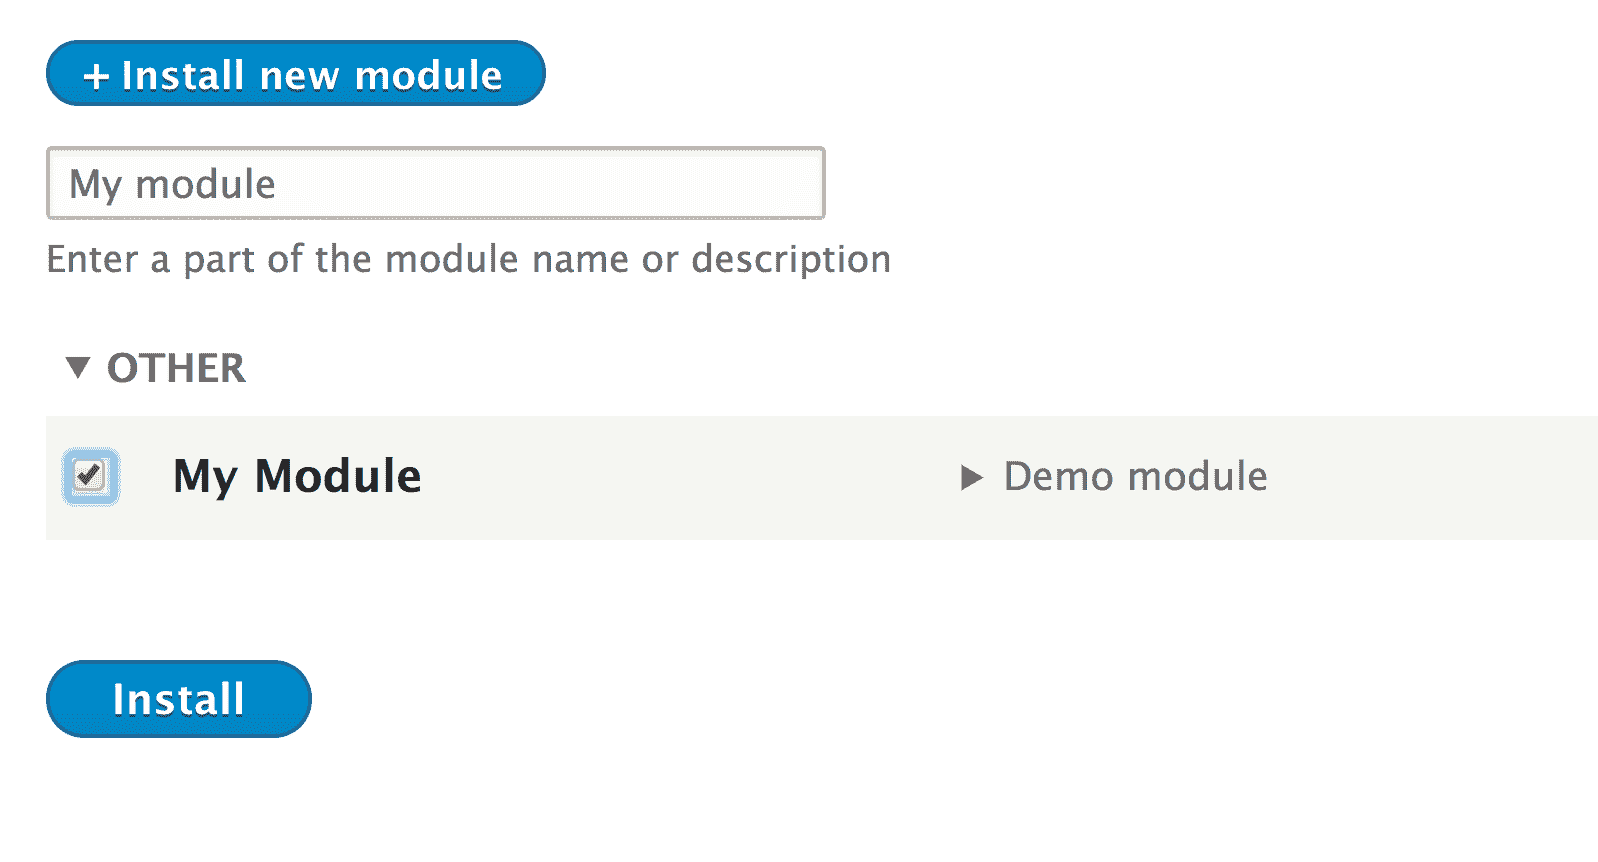 + Install new module
My module
Enter a part of the module name or description
▼ OTHER
My Module ▶ Demo module
Install